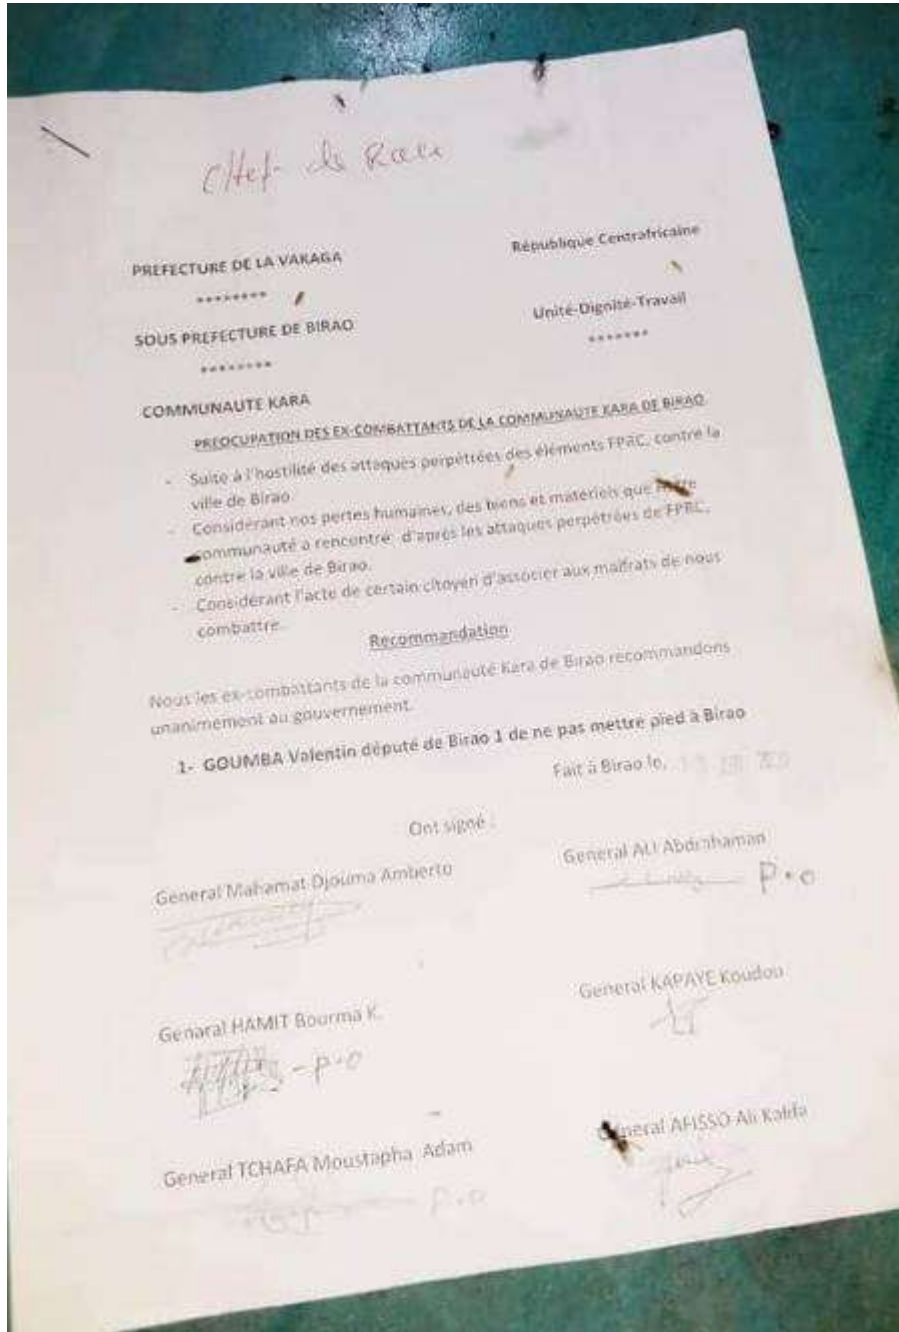 CHef de
PREFECTURE DE LA VAKAGA
République Centrafricaine
********
Unité-Dignité-Travail
SOUS PREFECTURE DE BIRAO
*******
********
COMMUNAUTE KARA
PREOCUPATION DES EX-COMBATTANTS DE LA COMMUNAUTE KARA DE BIRAO
- Suite à l'hostilité des attaques perpétrées des éléments FPRC, contre la
ville de Birao
- Considérant nos pertes humaines, des biens et matériels que
communauté a rencontré d'après les attaques perpétrées de FPRC,
contre la ville de Birao.
- Considérant l'acte de certain citoyen d'associer aux malfrats de nous
combattre.
Recommandation
Nous les ex-combattants de la communauté Kara de Birao recommandons
unanimement au gouvernement.
1- GOUMBA Valentin député de Birao 1 de ne pas mettre pied à Birao
Fait à Birao le,
Ont signé :
General Mahamat Djouma Amberto
General ALI Abdrahaman
P.O
Genaral HAMIT Bourma K.
General KAPAYE Koudou
- P.O
General TCHAFA Moustapha Adam
General AFISSO Ali Kalda
P.O